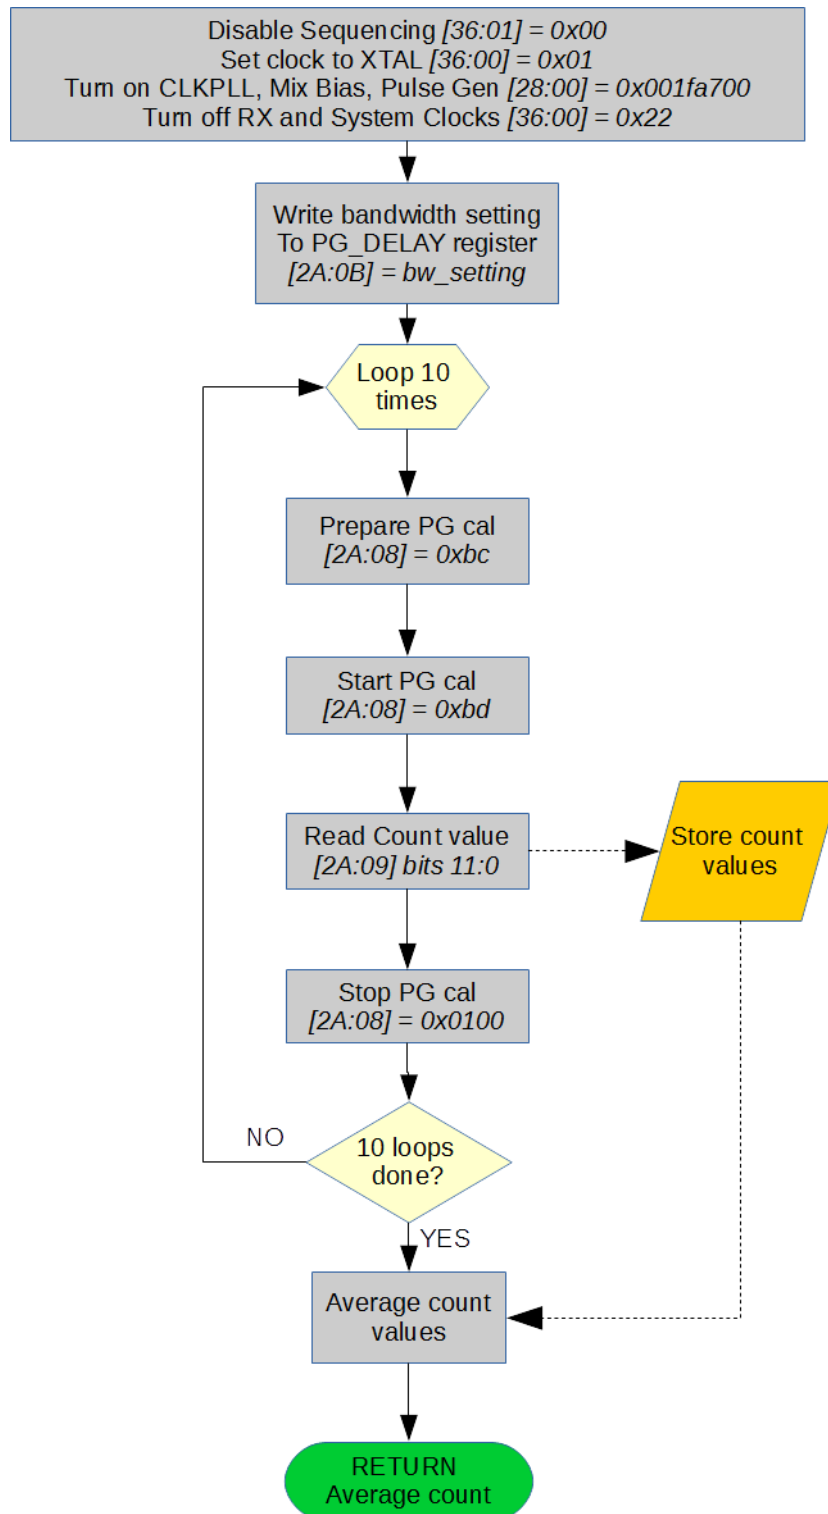 Disable Sequencing [36:01] = 0x00
Set clock to XTAL [36:00] = 0x01
Turn on CLKPLL, Mix Bias, Pulse Gen [28:00] = 0x001fa700
Turn off RX and System Clocks [36:00] = 0x22
Write bandwidth setting
To PG_DELAY register
[2A:0B] = bw_setting
Loop 10
times
Prepare PG cal
[2A:08] = 0xbc
Start PG cal
[2A:08] = 0xbd
Read Count value
[2A:09] bits 11:0
Store count
values
Stop PG cal
[2A:08] = 0x0100
NO
10 loops
done?
YES
Average count
values
RETURN
Average count